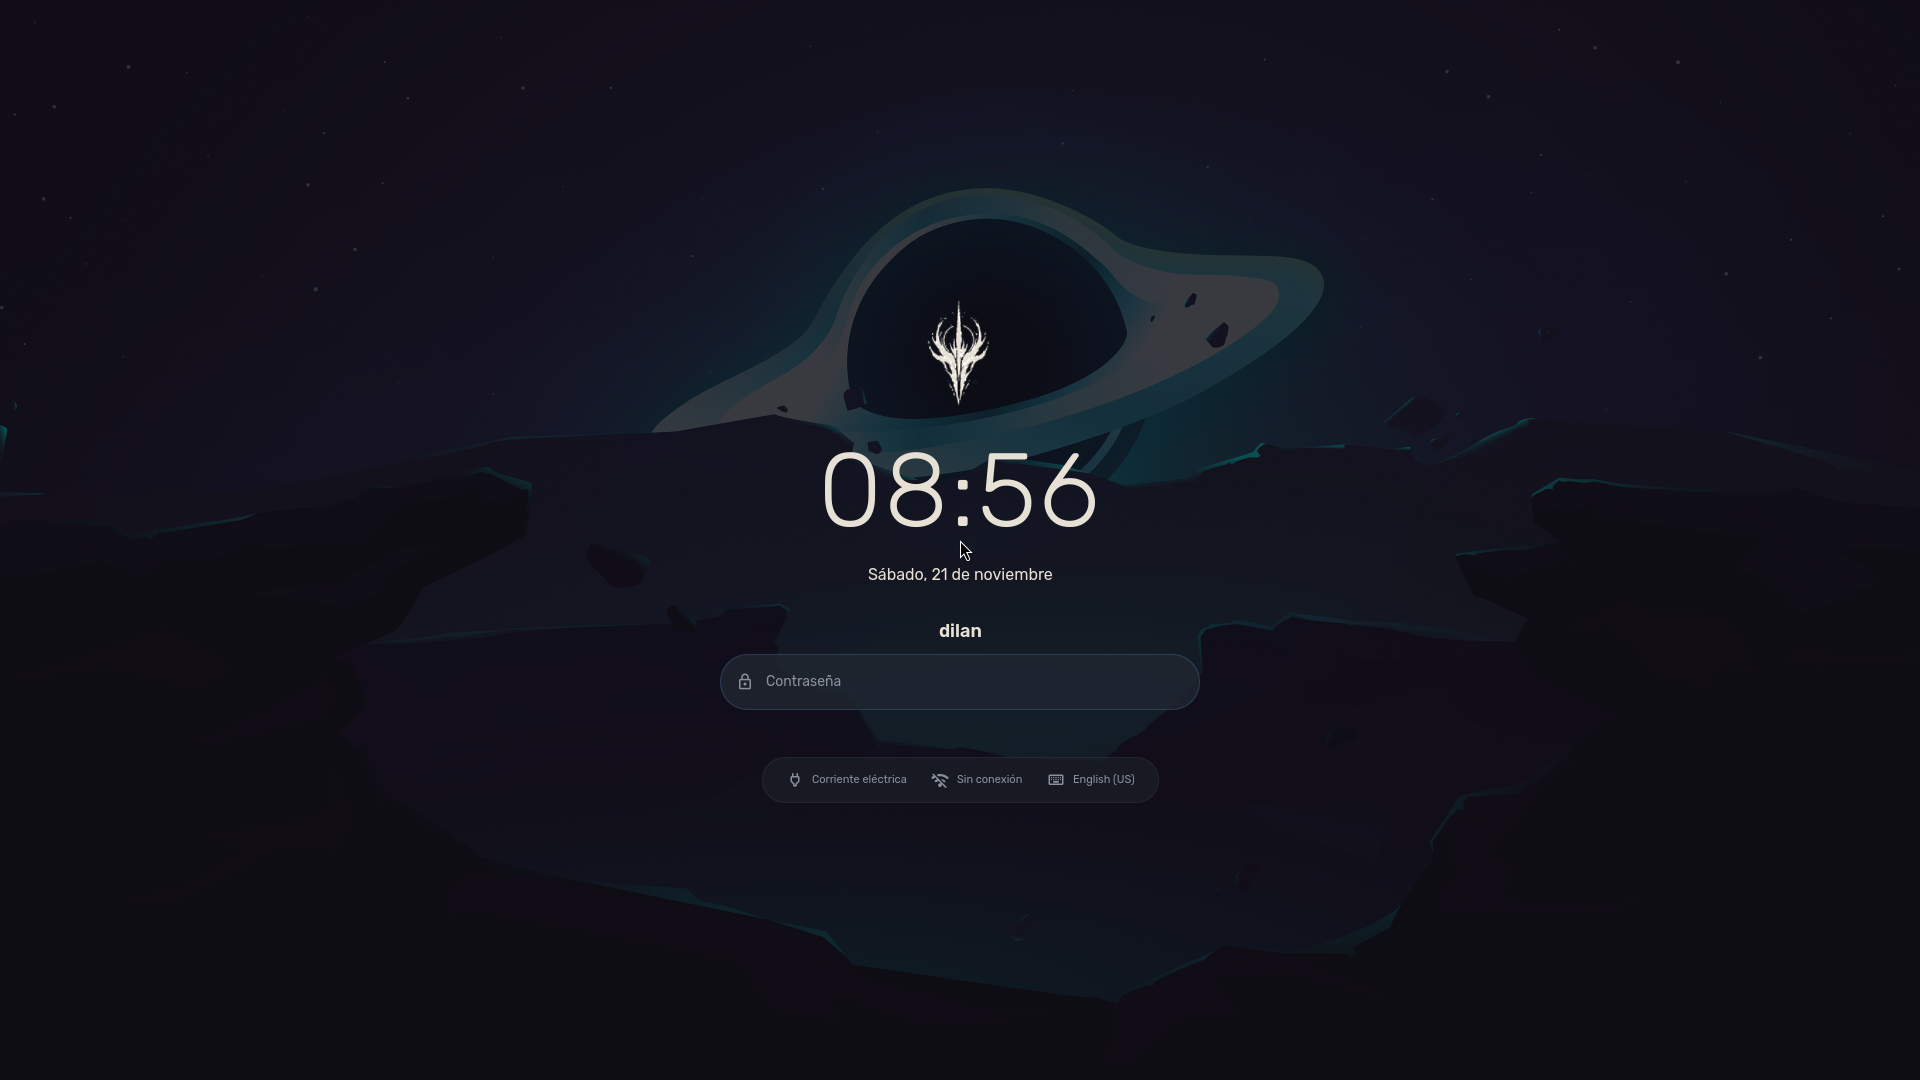 08:56
Sábado, 21 de noviembre
dilan
Contraseña
Corriente eléctrica Sin conexión English (US)